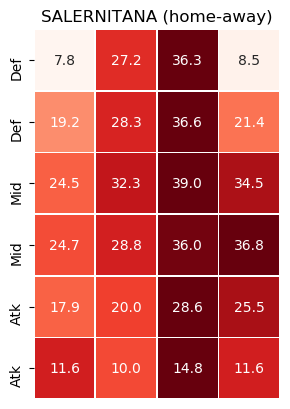 SALERNITANA (home-away)
Def 7.8 27.2 36.3 8.5
Def 19.2 28.3 36.6 21.4
Mid 24.5 32.3 39.0 34.5
Mid 24.7 28.8 36.0 36.8
Atk 17.9 20.0 28.6 25.5
Atk 11.6 10.0 14.8 11.6